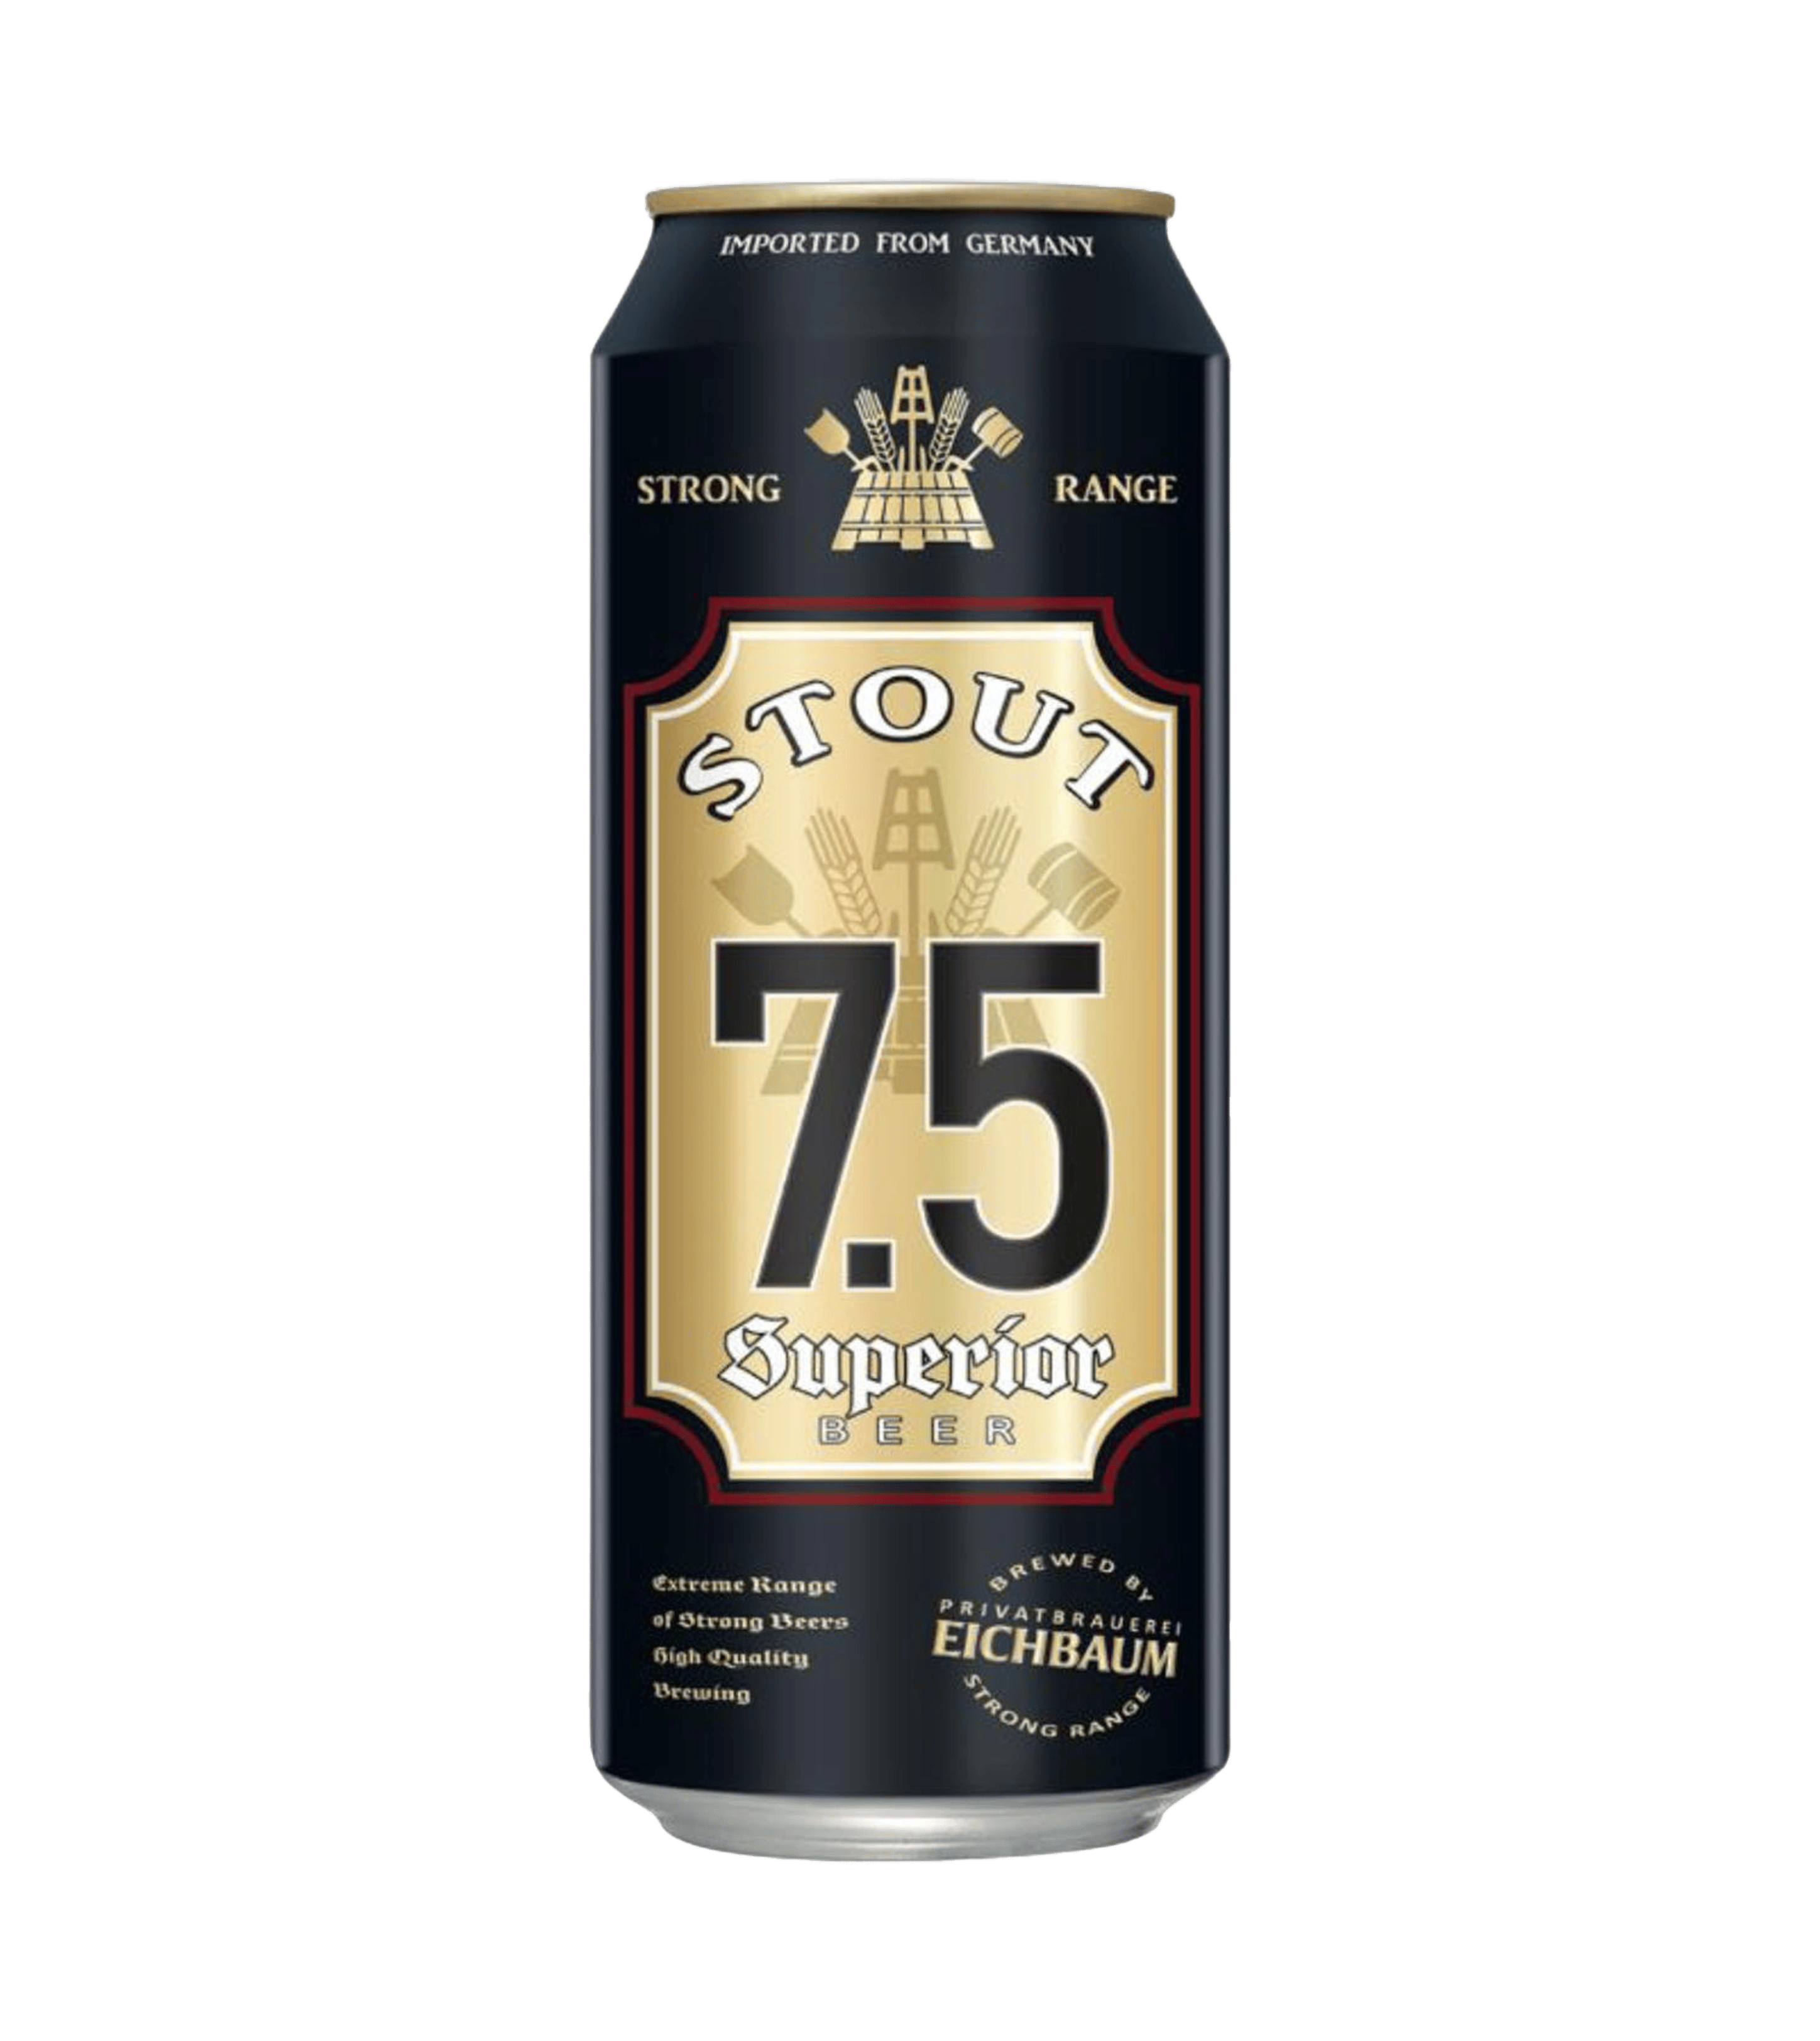 IMPORTED FROM GERMANY
STRONG RANGE
STOUT
7.5
Superior
BEER
Extreme Range
of Strong Beers
High Quality
Brewing
BREWED BY
PRIVATBRAUEREI
EICHBAUM
STRONG RANGE